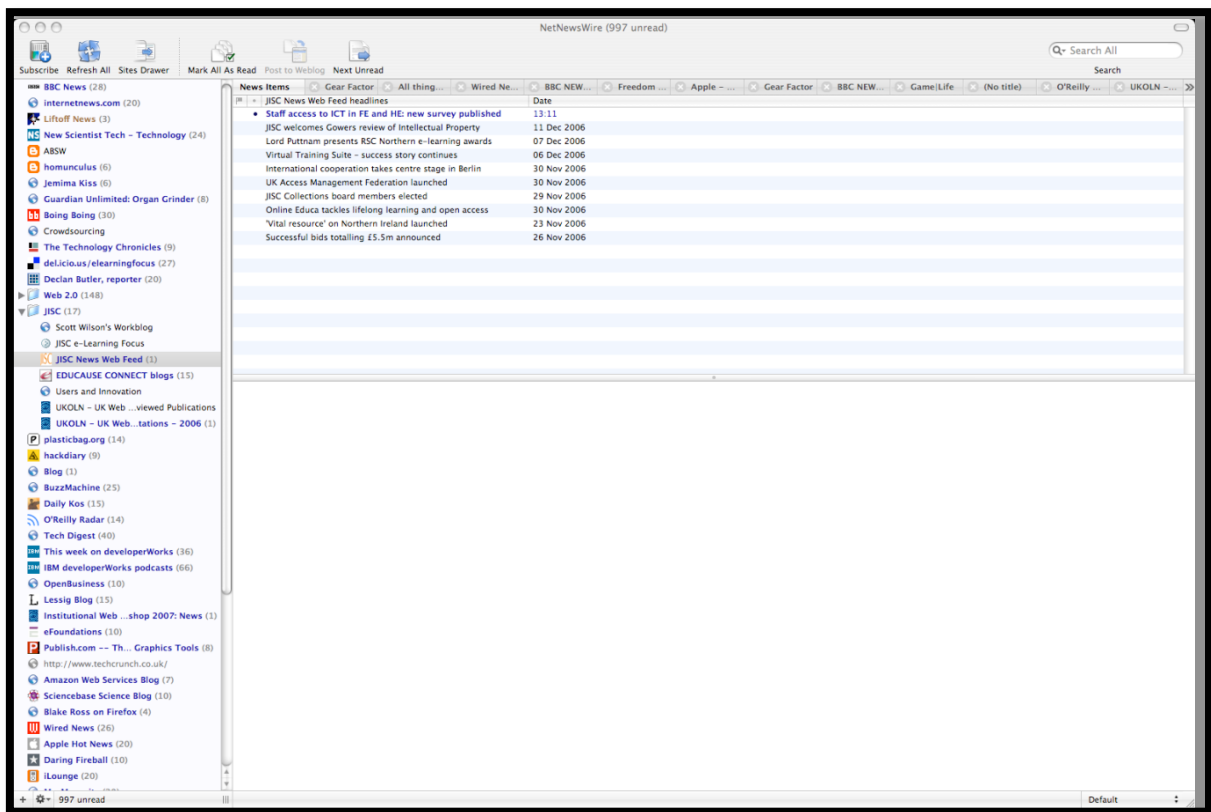 NetNewsWire (997 unread)
Subscribe Refresh All Sites Drawer Mark All As Read Post to Weblog Next Unread
Search All
Search
BBC News (28)
internetnews.com (20)
Liftoff News (3)
New Scientist Tech - Technology (24)
ABSW
homunculus (6)
Jemima Kiss (6)
Guardian Unlimited: Organ Grinder (8)
Boing Boing (30)
Crowdsourcing
The Technology Chronicles (9)
del.icio.us/elearningfocus (27)
Declan Butler, reporter (20)
Web 2.0 (148)
JISC (17)
Scott Wilson's Workblog
JISC e-Learning Focus
JISC News Web Feed (1)
EDUCAUSE CONNECT blogs (15)
Users and Innovation
UKOLN - UK Web ...viewed Publications
UKOLN - UK Web...tations - 2006 (1)
plasticbag.org (14)
hackdiary (9)
Blog (1)
BuzzMachine (25)
Daily Kos (15)
O'Reilly Radar (14)
Tech Digest (40)
This week on developerWorks (36)
IBM developerWorks podcasts (66)
OpenBusiness (10)
Lessig Blog (15)
Institutional Web ...shop 2007: News (1)
eFoundations (10)
Publish.com -- Th... Graphics Tools (8)
http://www.techcrunch.co.uk/
Amazon Web Services Blog (7)
Sciencebase Science Blog (10)
Blake Ross on Firefox (4)
Wired News (26)
Apple Hot News (20)
Daring Fireball (10)
iLounge (20)
997 unread
News Items Gear Factor All thing... Wired Ne... BBC NEW... Freedom ... Apple - ... Gear Factor BBC NEW... Game|Life (No title) O'Reilly ... UKOLN -...
JISC News Web Feed headlines Date
Staff access to ICT in FE and HE: new survey published 13:11
JISC welcomes Gowers review of Intellectual Property 11 Dec 2006
Lord Puttnam presents RSC Northern e-learning awards 07 Dec 2006
Virtual Training Suite - success story continues 06 Dec 2006
International cooperation takes centre stage in Berlin 30 Nov 2006
UK Access Management Federation launched 30 Nov 2006
JISC Collections board members elected 29 Nov 2006
Online Educa tackles lifelong learning and open access 30 Nov 2006
'Vital resource' on Northern Ireland launched 23 Nov 2006
Successful bids totalling £5.5m announced 26 Nov 2006
Default